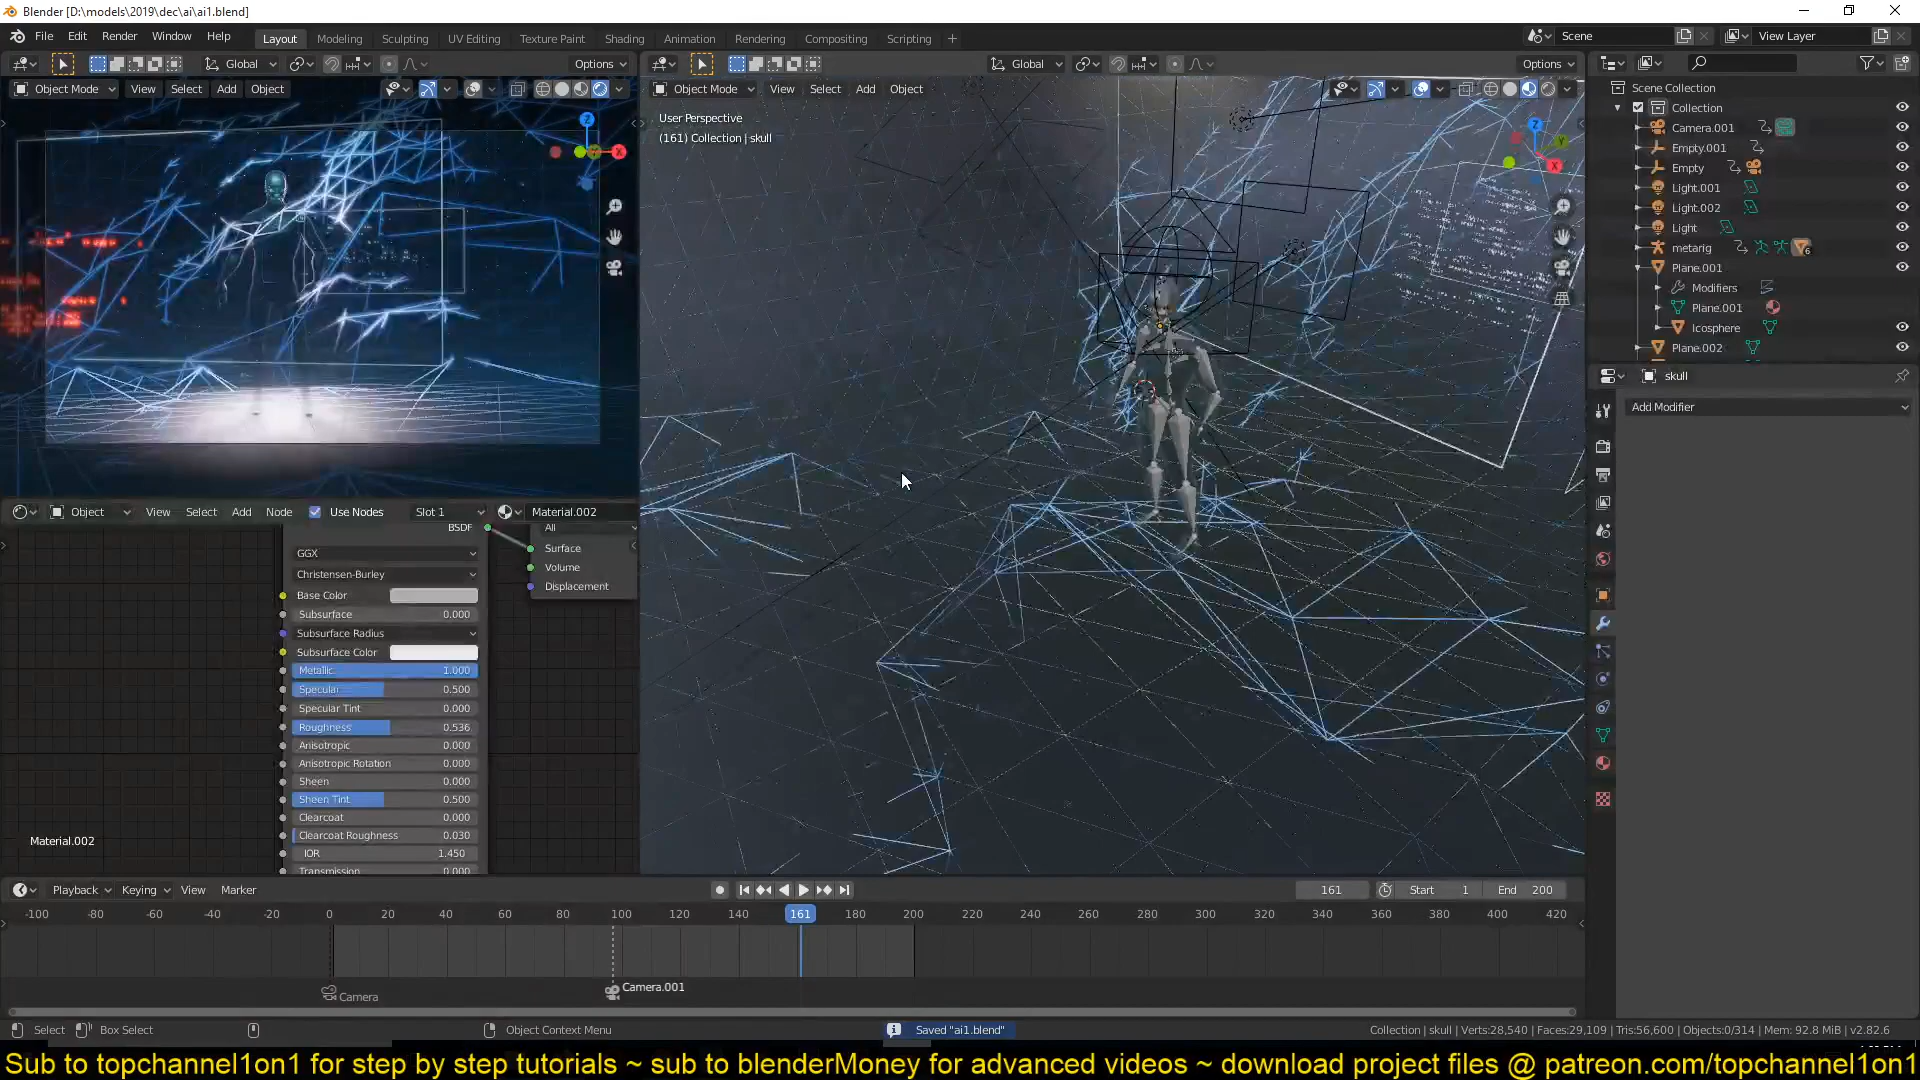 Blender [D:\models\2019\dec\ai\ai1.blend]
File Edit Render Window Help Layout Modeling Sculpting UV Editing Texture Paint Shading Animation Rendering Compositing Scripting Scene View Layer
Global Options Global Options
Object Mode View Select Add Object Object Mode View Select Add Object
User Perspective
(161) Collection | skull
Z
X
Z
Y
X
Scene Collection
Collection
Camera.001
Empty.001
Empty
Light.001
Light.002
Light
metarig 6
Plane.001
Modifiers
Plane.001
Icosphere
Plane.002
skull
Add Modifier
Object View Select Add Node Use Nodes Slot 1 Material.002
BSDF All
GGX Surface
Christensen-Burley Volume
Base Color Displacement
Subsurface 0.000
Subsurface Radius
Subsurface Color
Metallic 1.000
Specular 0.500
Specular Tint 0.000
Roughness 0.536
Anisotropic 0.000
Anisotropic Rotation 0.000
Sheen 0.000
Sheen Tint 0.500
Clearcoat 0.000
Clearcoat Roughness 0.030
IOR 1.450
Transmission 0.000
Material.002
Playback Keying View Marker 161 Start 1 End 200
-100 -80 -60 -40 -20 0 20 40 60 80 100 120 140 161 180 200 220 240 260 280 300 320 340 360 380 400 420
Camera Camera.001
Select Box Select Object Context Menu Saved "ai1.blend" Collection | skull | Verts:28,540 | Faces:29,109 | Tris:56,600 | Objects:0/314 | Mem: 92.8 MiB | v2.82.6
Sub to topchannel1on1 for step by step tutorials ~ sub to blenderMoney for advanced videos ~ download project files @ patreon.com/topchannel1on1